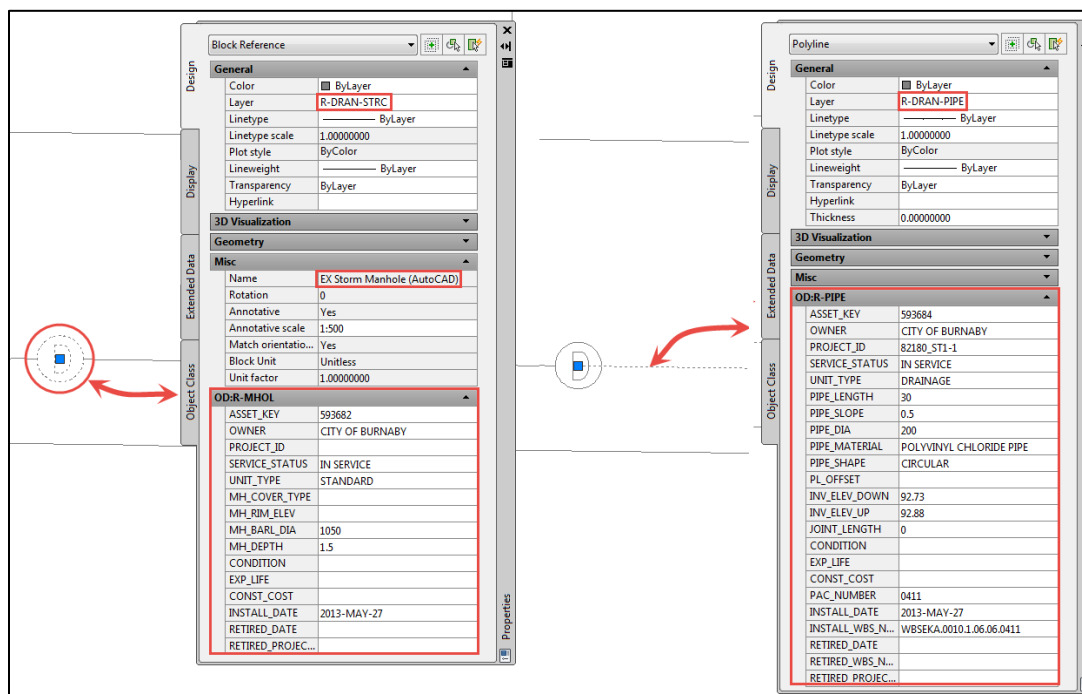 Block Reference
Design
General
Color ByLayer
Layer R-DRAN-STRC
Linetype ByLayer
Linetype scale 1.00000000
Plot style ByColor
Lineweight ByLayer
Transparency ByLayer
Hyperlink
Display
3D Visualization
Geometry
Misc
Extended Data
Name EX Storm Manhole (AutoCAD)
Rotation 0
Annotative Yes
Annotative scale 1:500
Match orientatio... Yes
Block Unit Unitless
Unit factor 1.00000000
Object Class
OD:R-MHOL
ASSET_KEY 593682
OWNER CITY OF BURNABY
PROJECT_ID
SERVICE_STATUS IN SERVICE
UNIT_TYPE STANDARD
MH_COVER_TYPE
MH_RIM_ELEV
MH_BARL_DIA 1050
MH_DEPTH 1.5
CONDITION
EXP_LIFE
CONST_COST
INSTALL_DATE 2013-MAY-27
RETIRED_DATE
RETIRED_PROJEC...
Properties
D
D
Polyline
Design
General
Color ByLayer
Layer R-DRAN-PIPE
Linetype ByLayer
Linetype scale 1.00000000
Plot style ByColor
Lineweight ByLayer
Transparency ByLayer
Hyperlink
Thickness 0.00000000
Display
3D Visualization
Geometry
Misc
Extended Data
OD:R-PIPE
ASSET_KEY 593684
OWNER CITY OF BURNABY
PROJECT_ID 82180_ST1-1
SERVICE_STATUS IN SERVICE
UNIT_TYPE DRAINAGE
PIPE_LENGTH 30
PIPE_SLOPE 0.5
PIPE_DIA 200
PIPE_MATERIAL POLYVINYL CHLORIDE PIPE
PIPE_SHAPE CIRCULAR
PL_OFFSET
INV_ELEV_DOWN 92.73
INV_ELEV_UP 92.88
JOINT_LENGTH 0
CONDITION
EXP_LIFE
CONST_COST
PAC_NUMBER 0411
INSTALL_DATE 2013-MAY-27
INSTALL_WBS_N... WBSEKA.0010.1.06.06.0411
RETIRED_DATE
RETIRED_WBS_N...
RETIRED_PROJEC...
Object Class